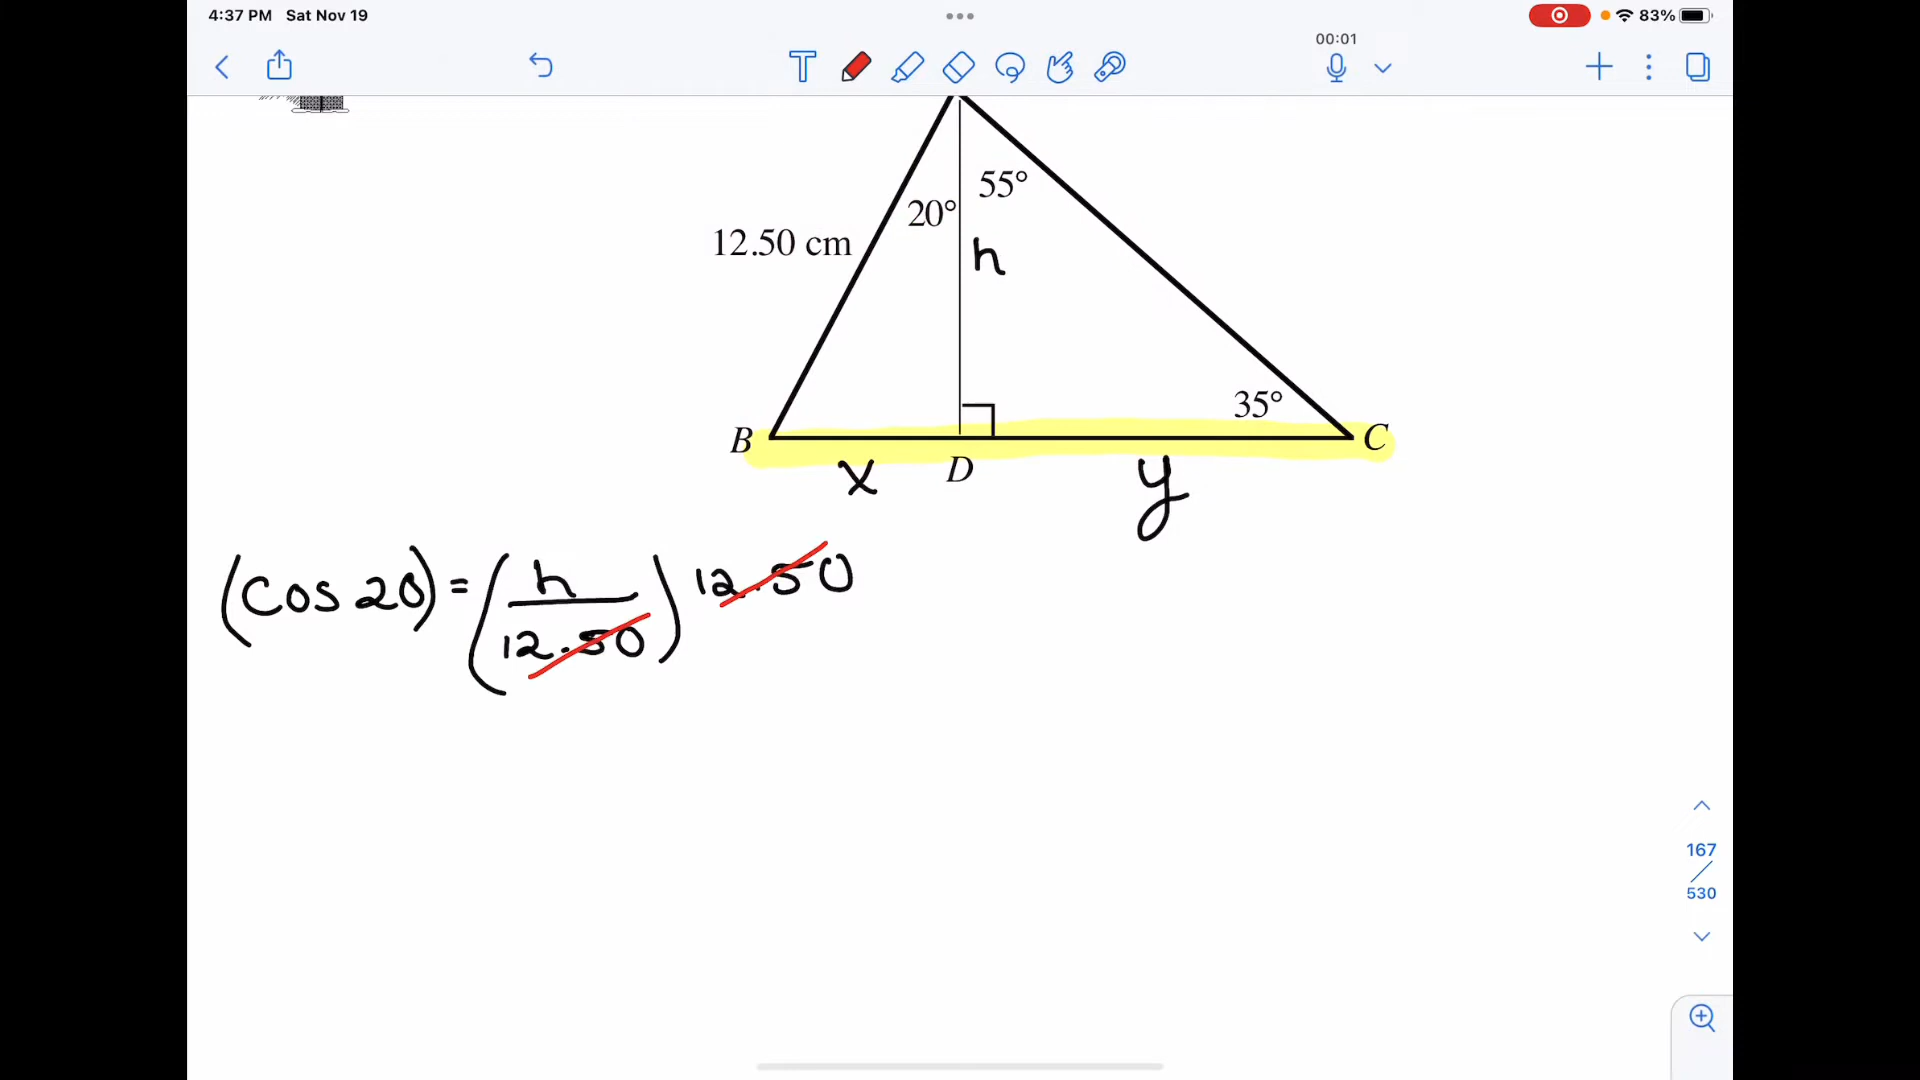 4:37 PM Sat Nov 19
83%
00:01
T
55°
20°
12.50 cm
h
35°
B
C
x
D
y
(Cos 20) = (h / 12.50) 12.50
167
530